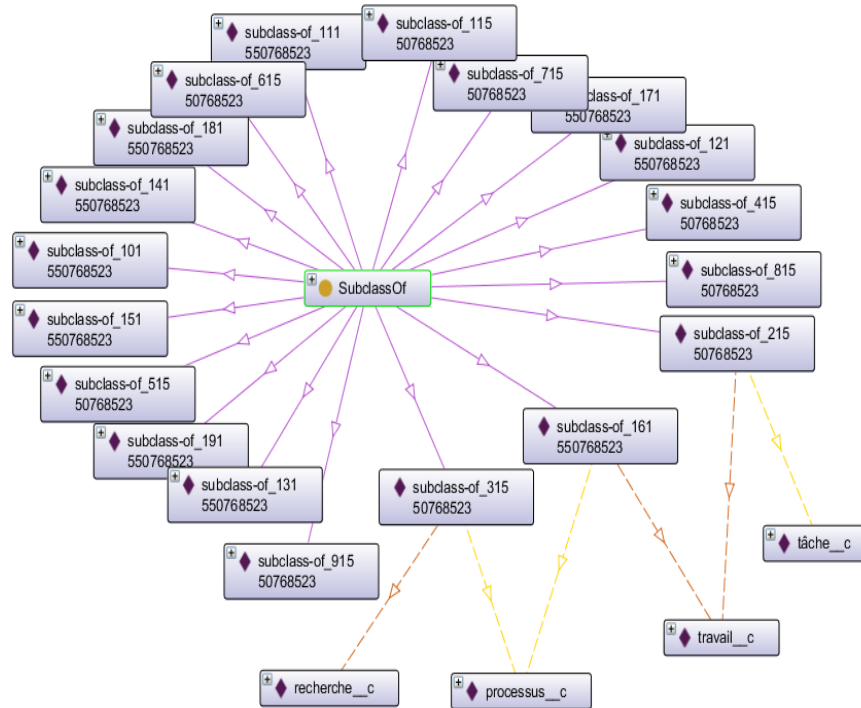 subclass-of_111
550768523
subclass-of_115
50768523
subclass-of_615
50768523
subclass-of_715
50768523
bclass-of_171
550768523
subclass-of_181
550768523
subclass-of_121
550768523
subclass-of_141
550768523
subclass-of_415
50768523
subclass-of_101
550768523
subclass-of_815
50768523
SubclassOf
subclass-of_151
550768523
subclass-of_215
50768523
subclass-of_515
50768523
subclass-of_161
550768523
subclass-of_191
550768523
subclass-of_131
550768523
subclass-of_315
50768523
subclass-of_915
50768523
tâche__c
travail__c
recherche__c
processus__c